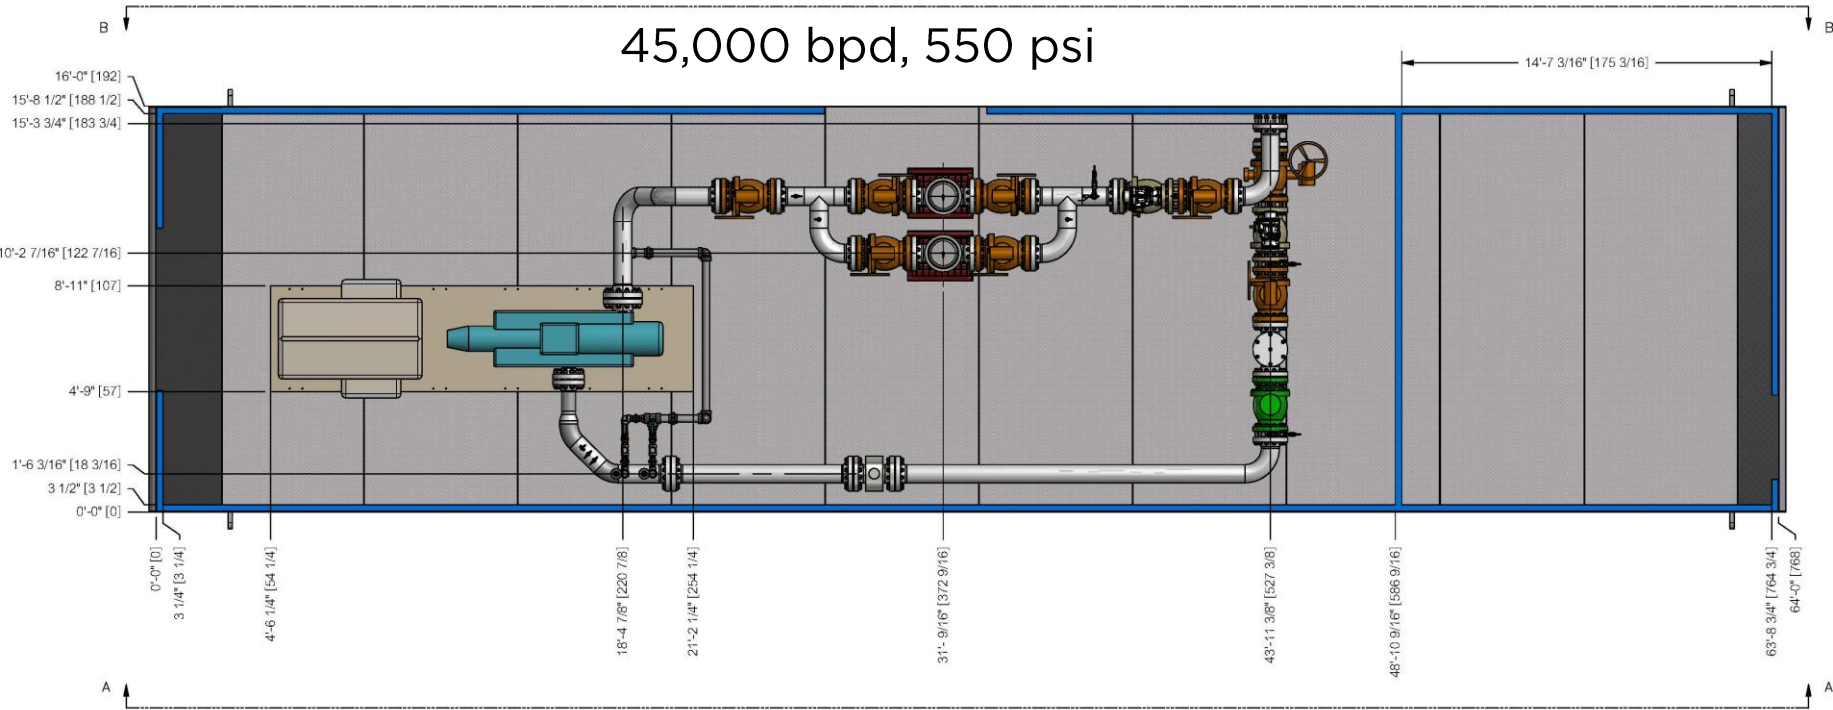 45,000 bpd, 550 psi
B
B
14'-7 3/16" [175 3/16]
16'-0" [192]
15'-8 1/2" [188 1/2]
15'-3 3/4" [183 3/4]
10'-2 7/16" [122 7/16]
8'-11" [107]
4'-9" [57]
1'-6 3/16" [18 3/16]
3 1/2" [3 1/2]
0'-0" [0]
0'-0" [0]
3 1/4" [3 1/4]
4'-6 1/4" [54 1/4]
18'-4 7/8" [220 7/8]
21'-2 1/4" [254 1/4]
31'- 9/16" [372 9/16]
43'-11 3/8" [527 3/8]
48'-10 9/16" [586 9/16]
63'-8 3/4" [764 3/4]
64'-0" [768]
A
A